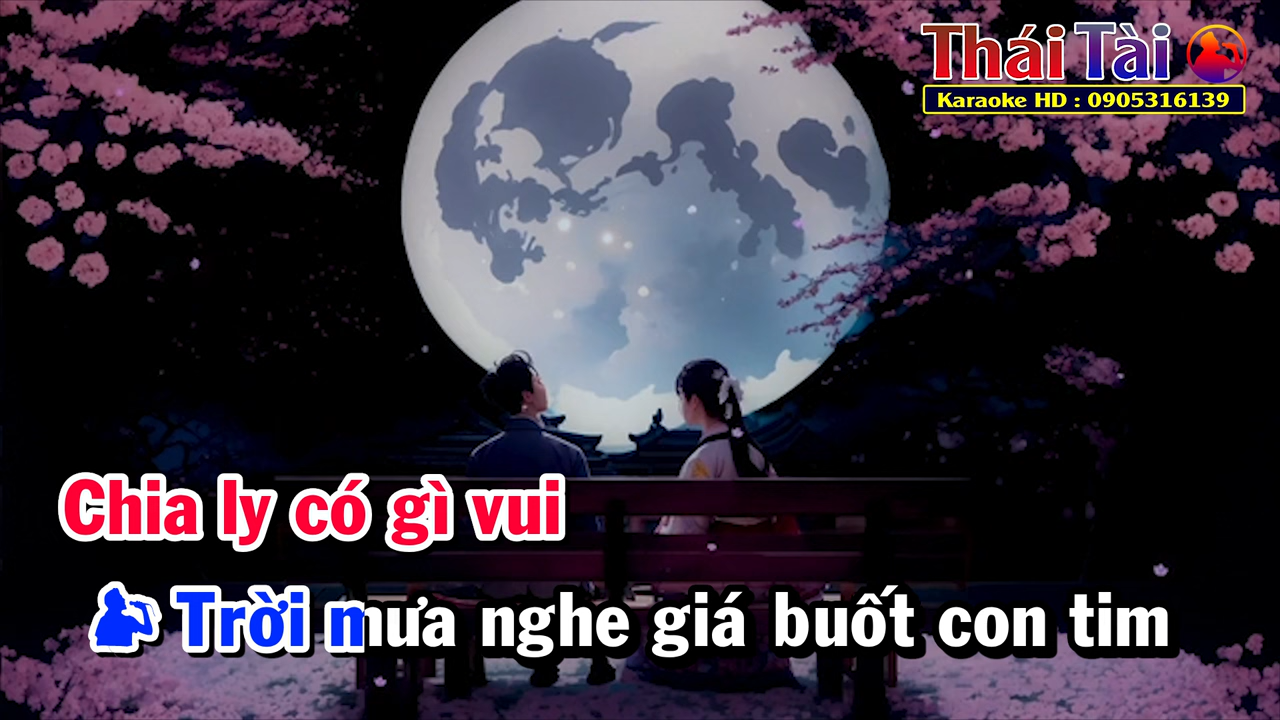 Thái Tài
Karaoke HD : 0905316139
Chia ly có gì vui
Trời mưa nghe giá buốt con tim